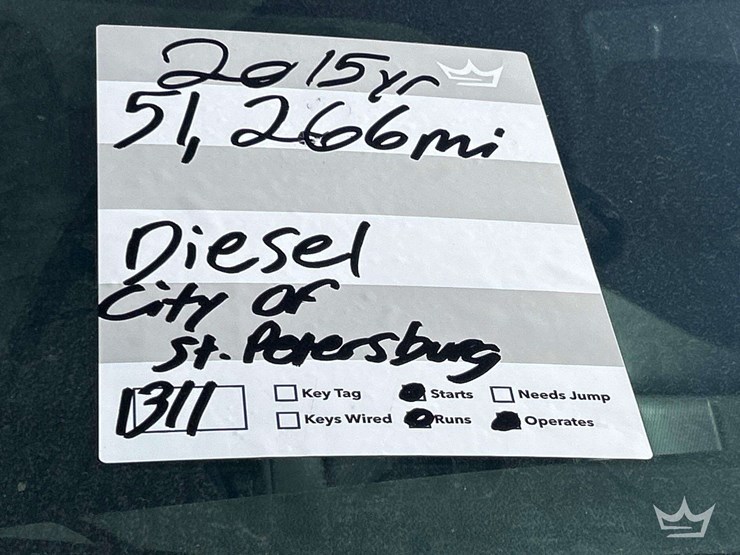 2015yr
51,266mi
Diesel
City of
St. Petersburg
1311
Key Tag Starts Needs Jump
Keys Wired Runs Operates